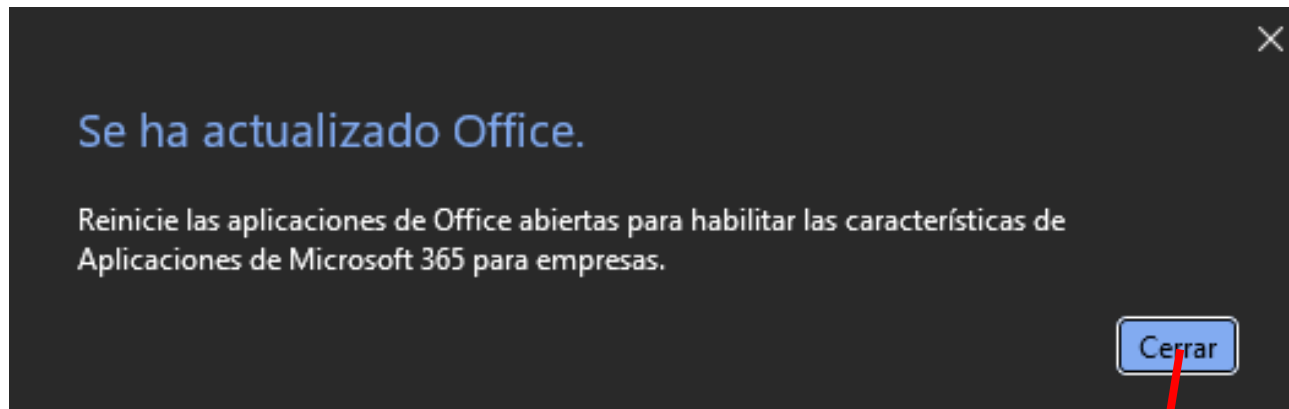 Se ha actualizado Office.
Reinicie las aplicaciones de Office abiertas para habilitar las características de
Aplicaciones de Microsoft 365 para empresas.
Cerrar